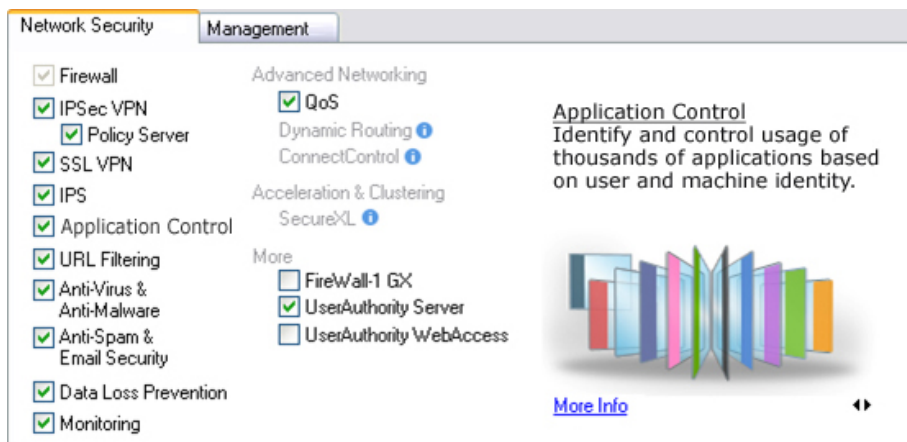 Network Security
Management
Firewall
IPSec VPN
Policy Server
SSL VPN
IPS
Application Control
URL Filtering
Anti-Virus &
Anti-Malware
Anti-Spam &
Email Security
Data Loss Prevention
Monitoring
Advanced Networking
QoS
Dynamic Routing
ConnectControl
Acceleration & Clustering
SecureXL
More
FireWall-1 GX
UserAuthority Server
UserAuthority WebAccess
Application Control
Identify and control usage of
thousands of applications based
on user and machine identity.
More Info